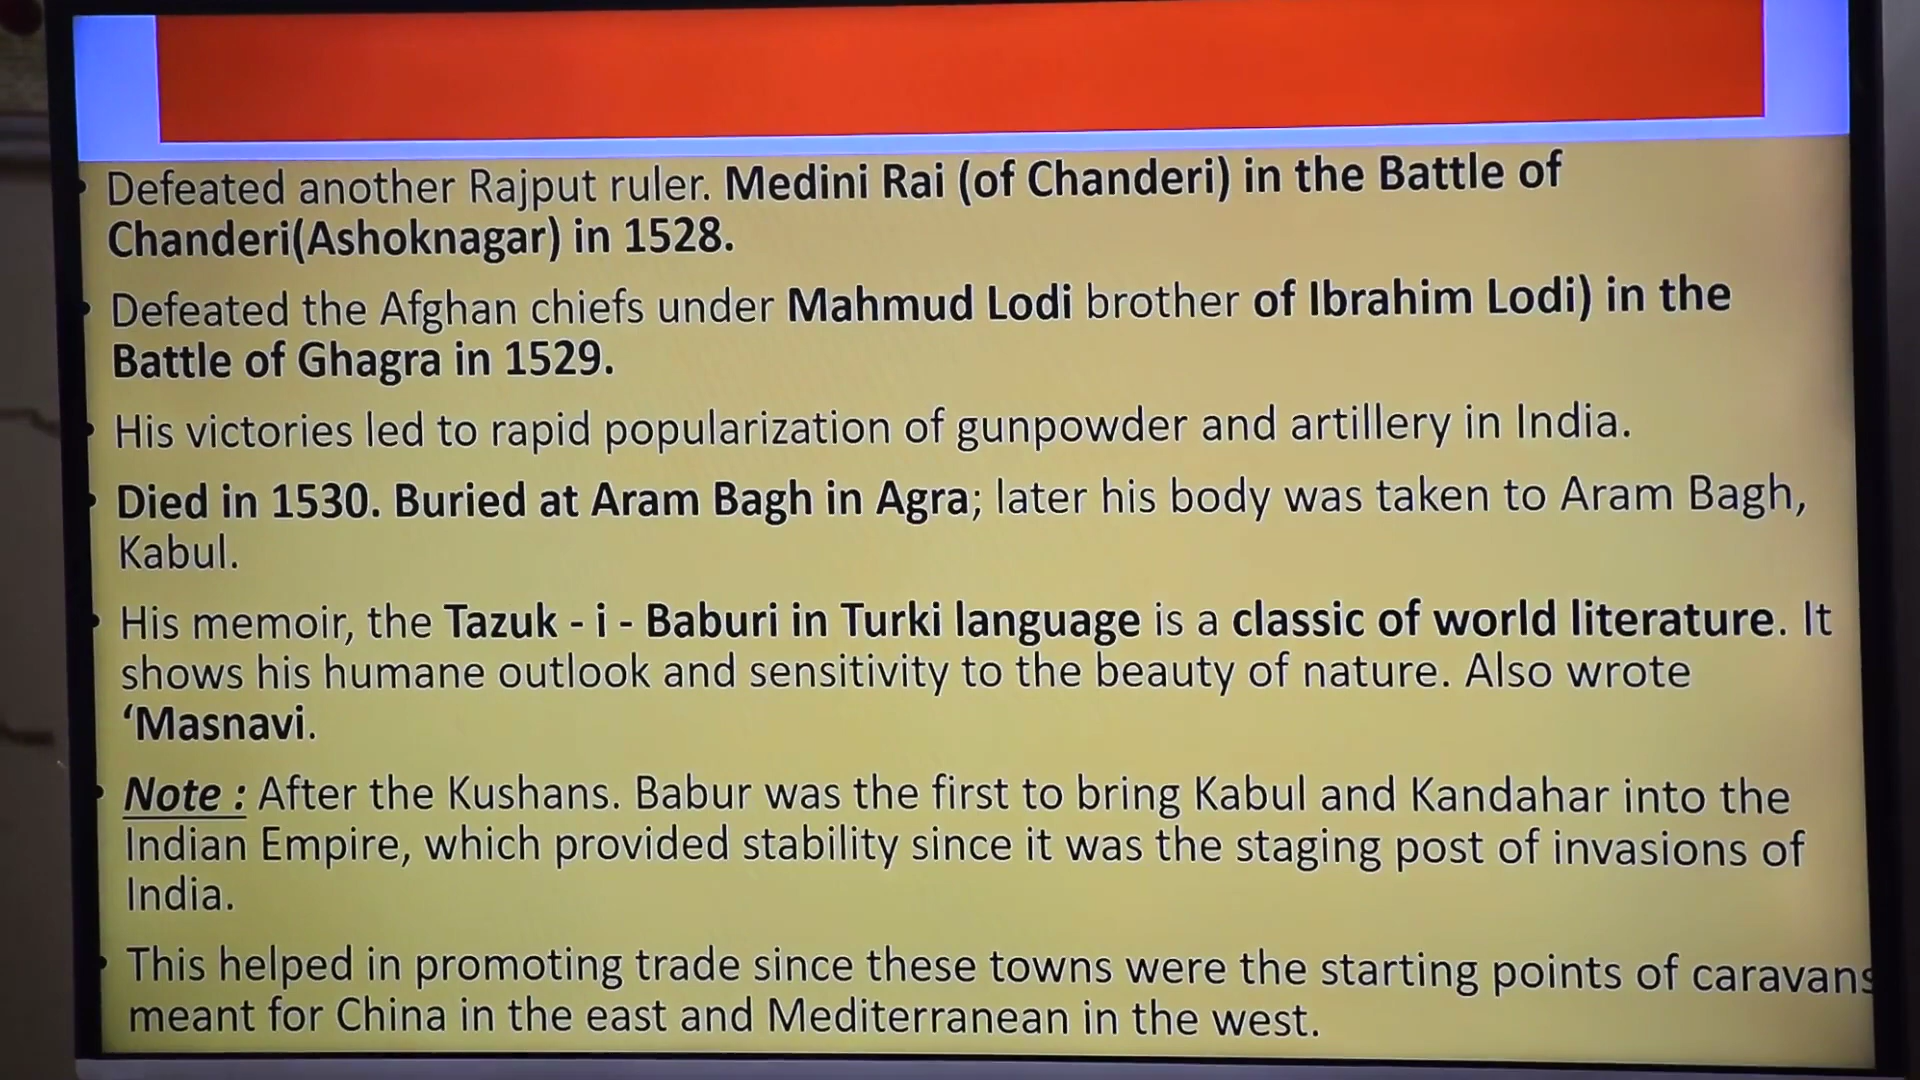 Defeated another Rajput ruler. Medini Rai (of Chanderi) in the Battle of
Chanderi(Ashoknagar) in 1528.
Defeated the Afghan chiefs under Mahmud Lodi brother of Ibrahim Lodi) in the
Battle of Ghagra in 1529.
His victories led to rapid popularization of gunpowder and artillery in India.
Died in 1530. Buried at Aram Bagh in Agra; later his body was taken to Aram Bagh,
Kabul.
His memoir, the Tazuk - i - Baburi in Turki language is a classic of world literature. It
shows his humane outlook and sensitivity to the beauty of nature. Also wrote
‘Masnavi.
Note : After the Kushans. Babur was the first to bring Kabul and Kandahar into the
Indian Empire, which provided stability since it was the staging post of invasions of
India.
This helped in promoting trade since these towns were the starting points of caravans
meant for China in the east and Mediterranean in the west.